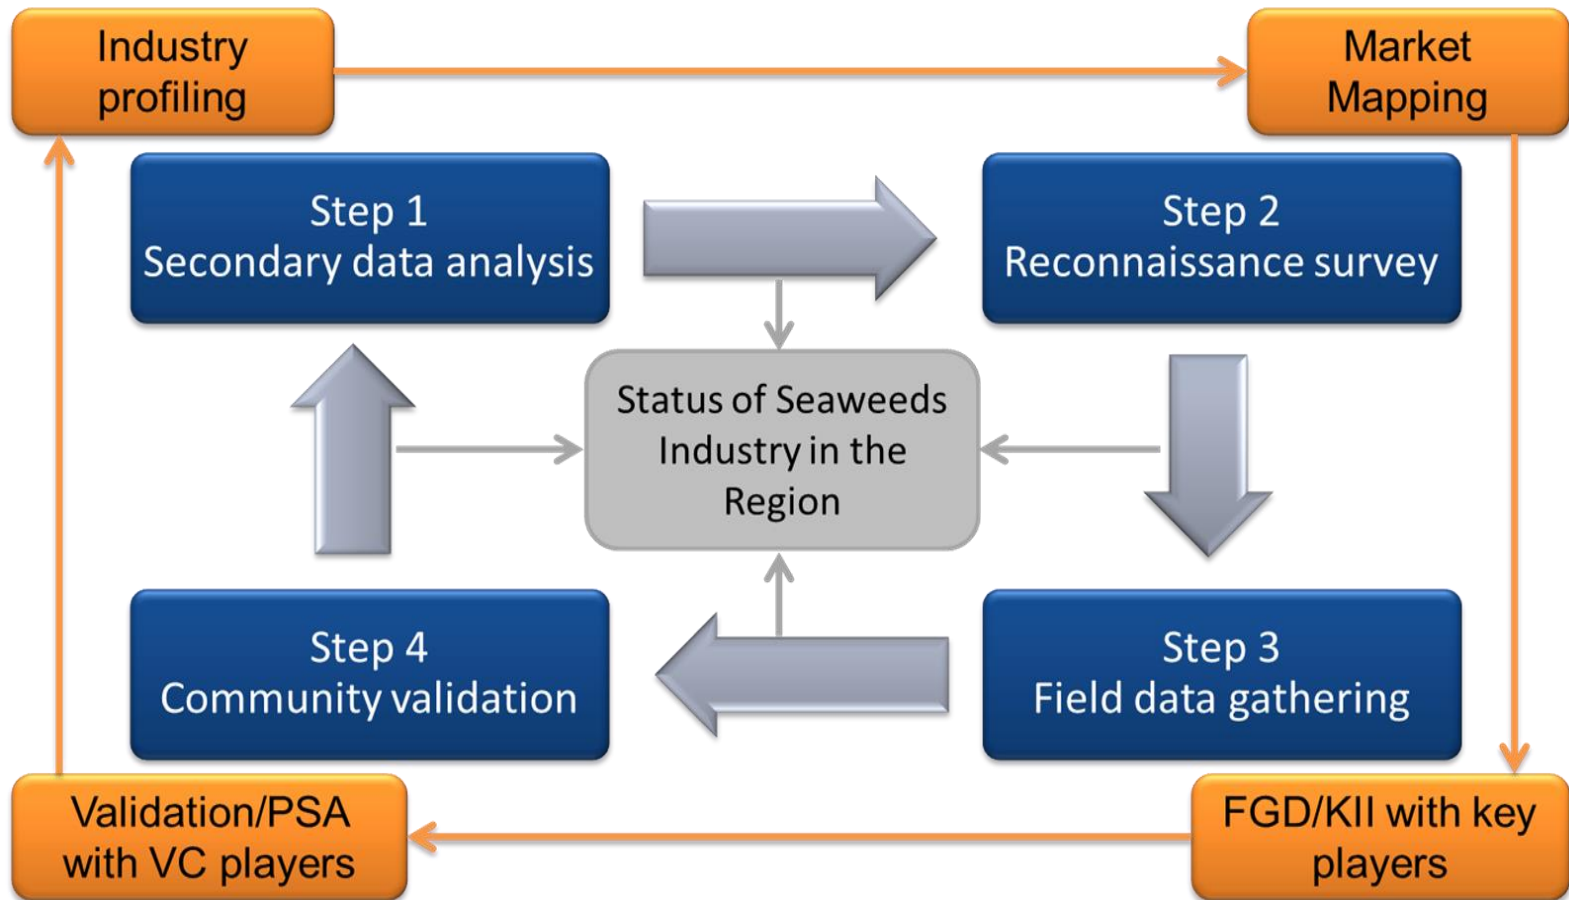 Industry
profiling
Market
Mapping
Step 1
Secondary data analysis
Step 2
Reconnaissance survey
Status of Seaweeds
Industry in the
Region
Step 4
Community validation
Step 3
Field data gathering
Validation/PSA
with VC players
FGD/KII with key
players